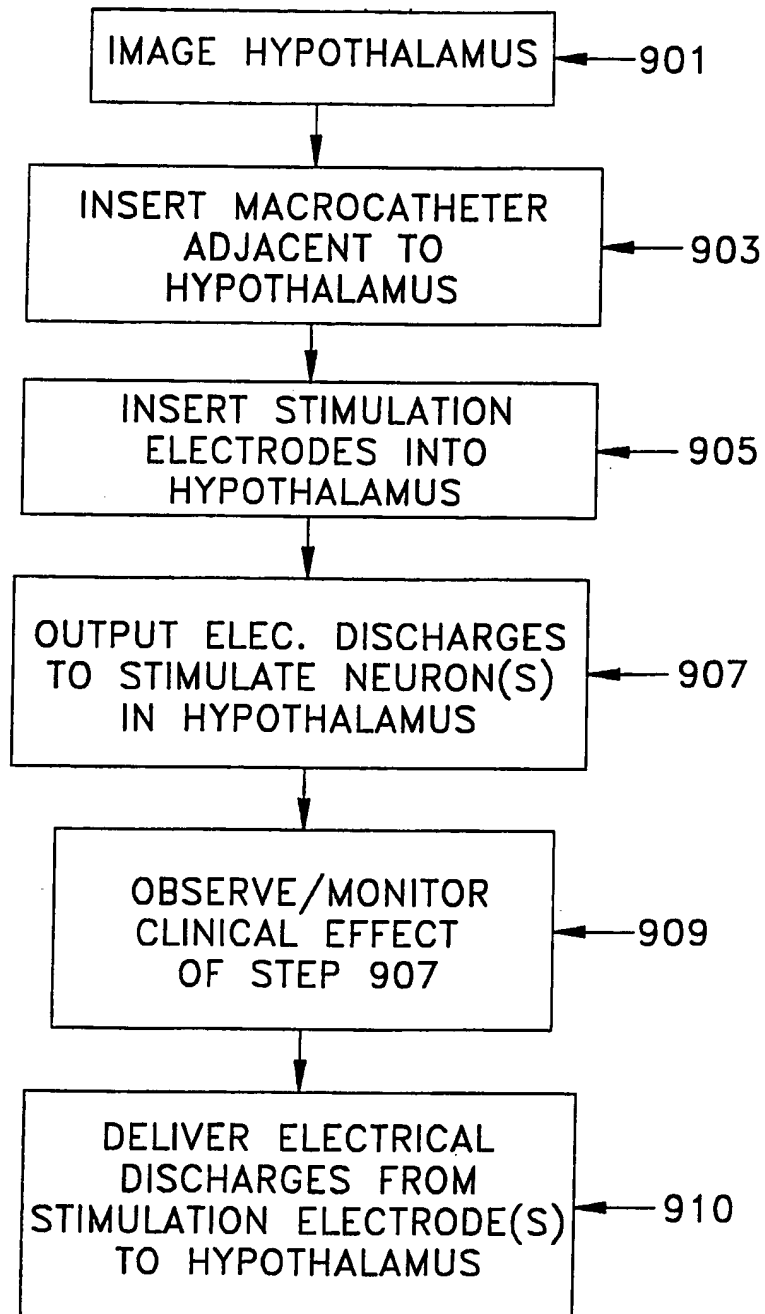 IMAGE HYPOTHALAMUS
901
INSERT MACROCATHETER
ADJACENT TO
HYPOTHALAMUS
903
INSERT STIMULATION
ELECTRODES INTO
HYPOTHALAMUS
905
OUTPUT ELEC. DISCHARGES
TO STIMULATE NEURON(S)
IN HYPOTHALAMUS
907
OBSERVE/MONITOR
CLINICAL EFFECT
OF STEP 907
909
DELIVER ELECTRICAL
DISCHARGES FROM
STIMULATION ELECTRODE(S)
TO HYPOTHALAMUS
910